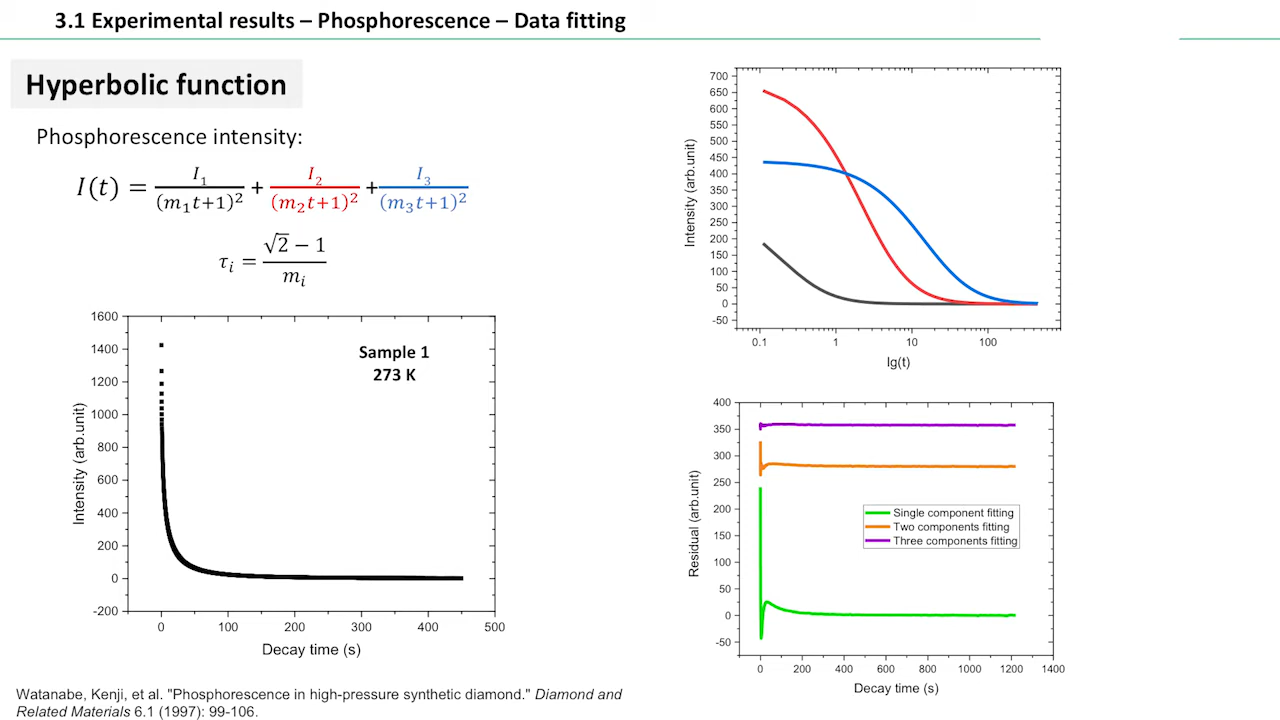 3.1 Experimental results – Phosphorescence – Data fitting
Hyperbolic function
Phosphorescence intensity:
I(t) = I₁/(m₁t+1)² + I₂/(m₂t+1)² + I₃/(m₃t+1)²
τᵢ = (√2 − 1)/mᵢ
1600
1400
1200
1000
800
600
400
200
0
-200
Intensity (arb.unit)
Sample 1
273 K
0 100 200 300 400 500
Decay time (s)
700
650
600
550
500
450
400
350
300
250
200
150
100
50
0
-50
Intensity (arb.unit)
0.1 1 10 100
lg(t)
400
350
300
250
200
150
100
50
0
-50
Residual (arb.unit)
Single component fitting
Two components fitting
Three components fitting
0 200 400 600 800 1000 1200 1400
Decay time (s)
Watanabe, Kenji, et al. "Phosphorescence in high-pressure synthetic diamond." Diamond and
Related Materials 6.1 (1997): 99-106.